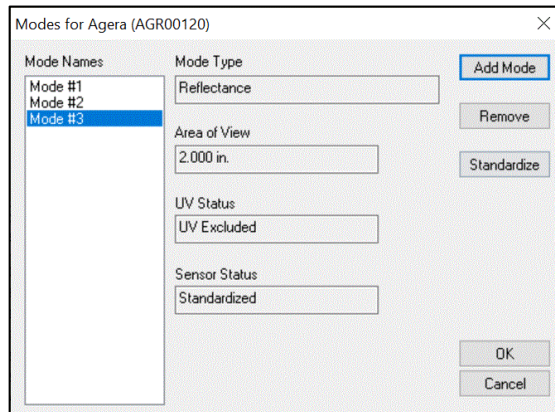 Modes for Agera (AGR00120)
Mode Names
Mode #1
Mode #2
Mode #3
Mode Type
Reflectance
Area of View
2.000 in.
UV Status
UV Excluded
Sensor Status
Standardized
Add Mode
Remove
Standardize
OK
Cancel